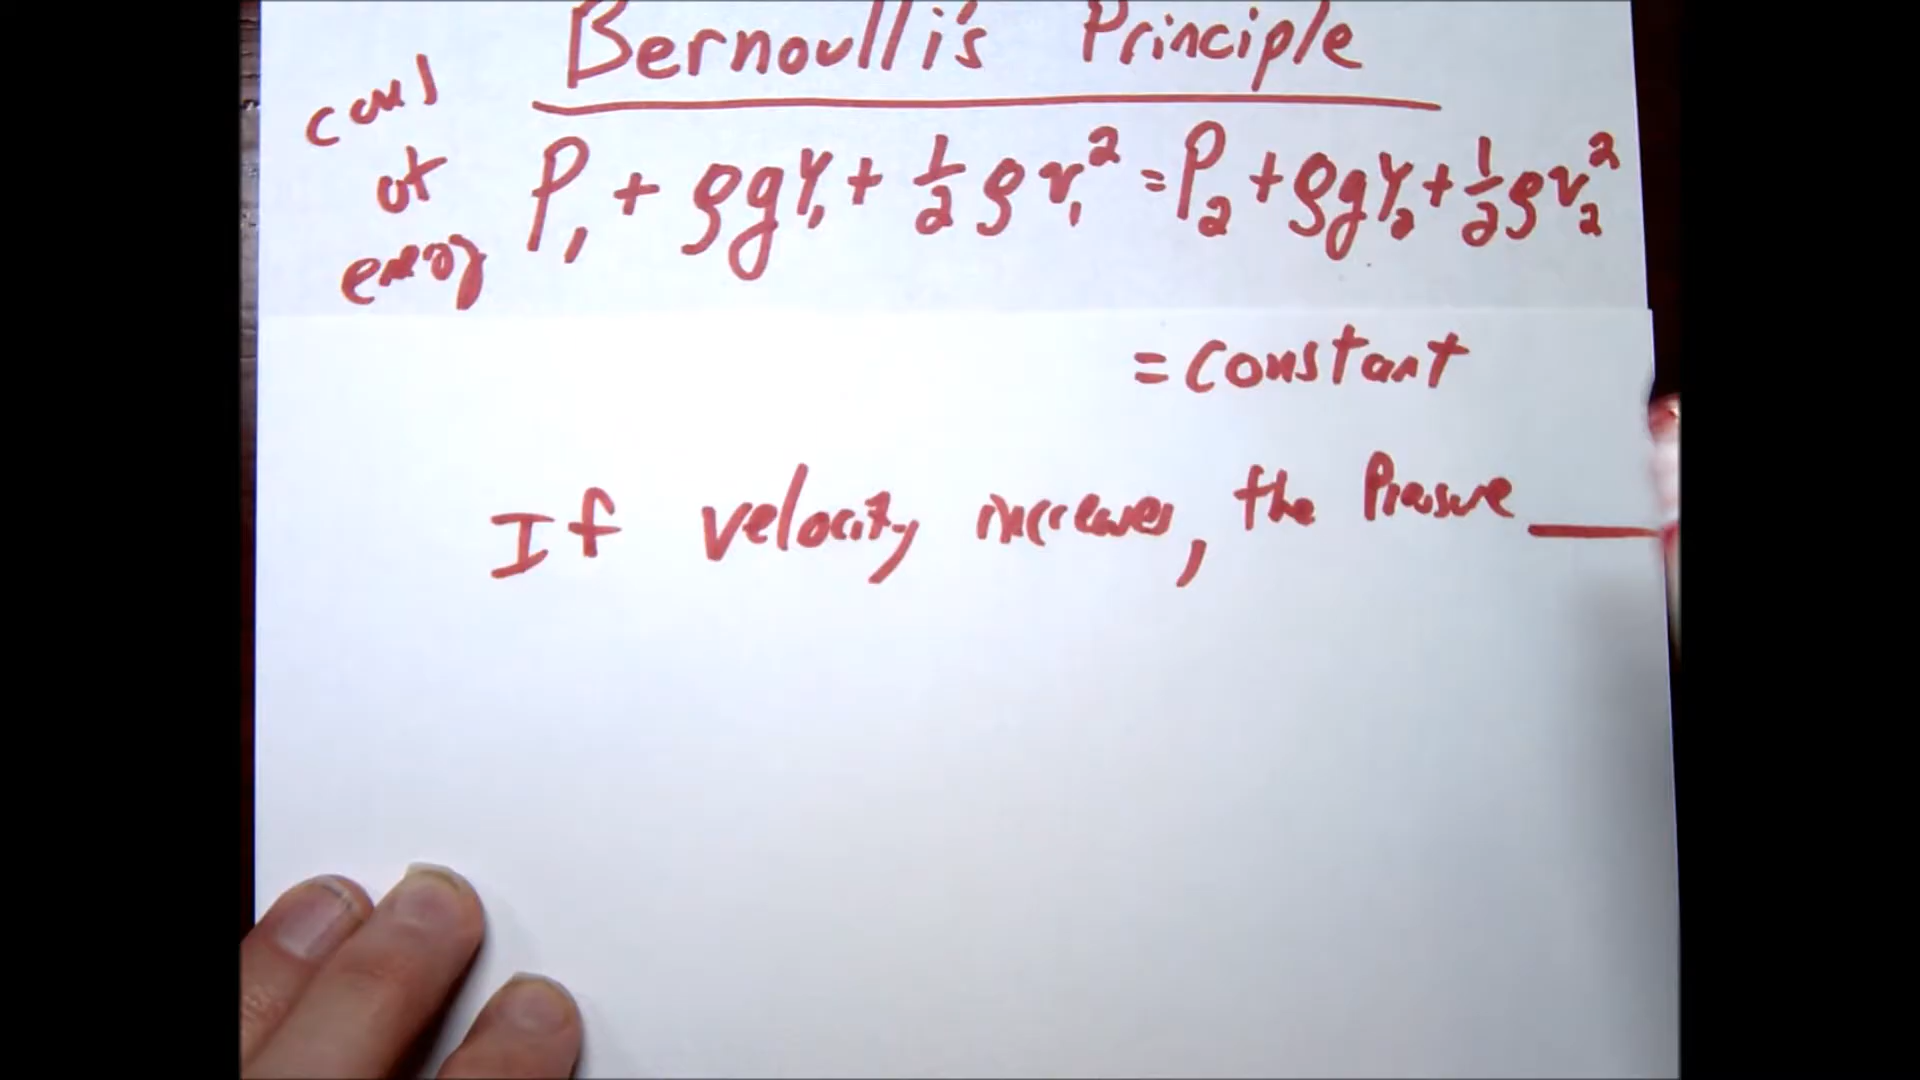 Bernoulli's Principle
cons
of
energy
P₁ + ρgy₁ + ½ρv₁² = P₂ + ρgy₂ + ½ρv₂²
= constant
If velocity increases, the Pressure ____